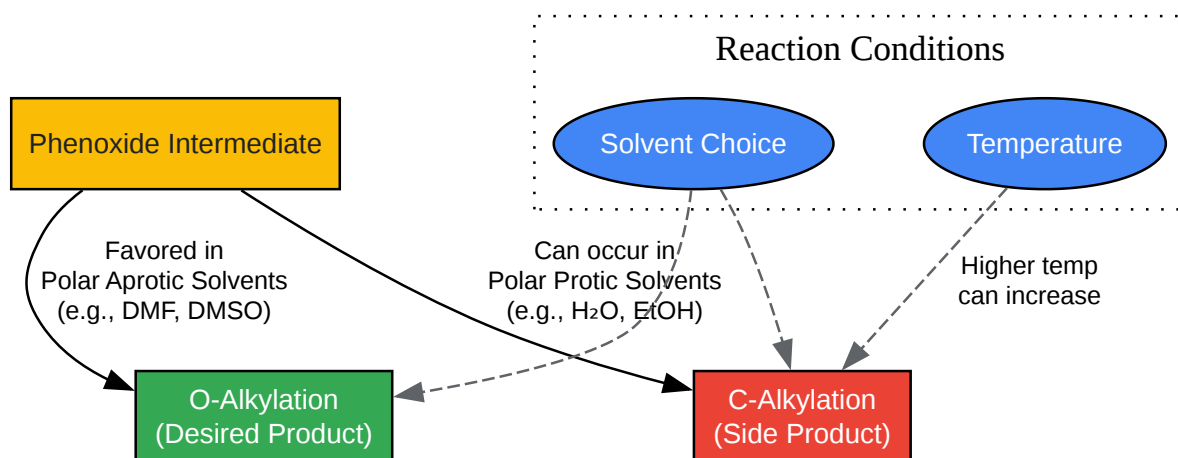 Reaction Conditions
Phenoxide Intermediate
Solvent Choice
Temperature
Favored in
Polar Aprotic Solvents
(e.g., DMF, DMSO)
Can occur in
Polar Protic Solvents
(e.g., H₂O, EtOH)
Higher temp
can increase
O-Alkylation
(Desired Product)
C-Alkylation
(Side Product)